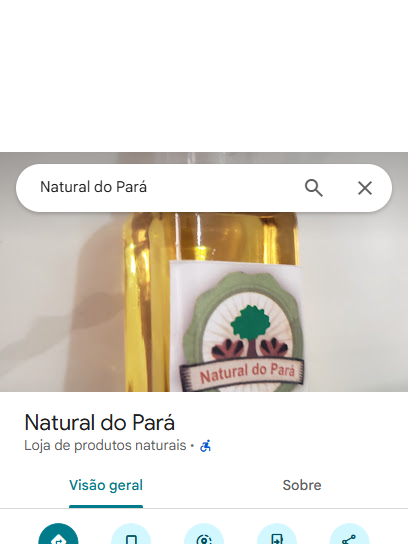 Natural do Pará
Natural do Pará
Natural do Pará
Loja de produtos naturais ·
Visão geral
Sobre